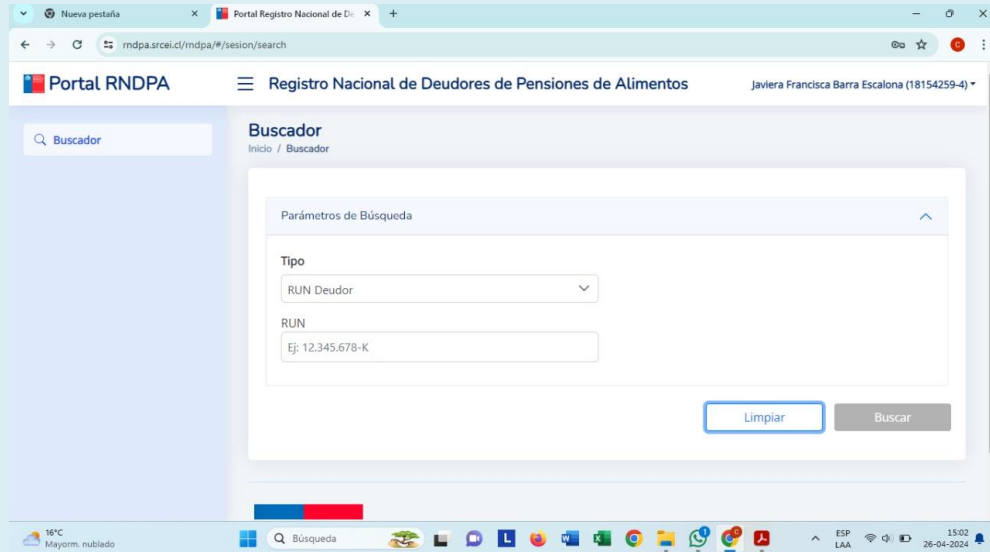 Nueva pestaña
Portal Registro Nacional de De
rndpa.srcei.cl/rndpa/#/sesion/search
C
Portal RNDPA
Registro Nacional de Deudores de Pensiones de Alimentos
Javiera Francisca Barra Escalona (18154259-4)
Buscador
Buscador
Inicio / Buscador
Parámetros de Búsqueda
Tipo
RUN Deudor
RUN
Ej: 12.345.678-K
Limpiar
Buscar
16°C
Mayorm. nublado
Búsqueda
L
ESP
LAA
15:02
26-04-2024